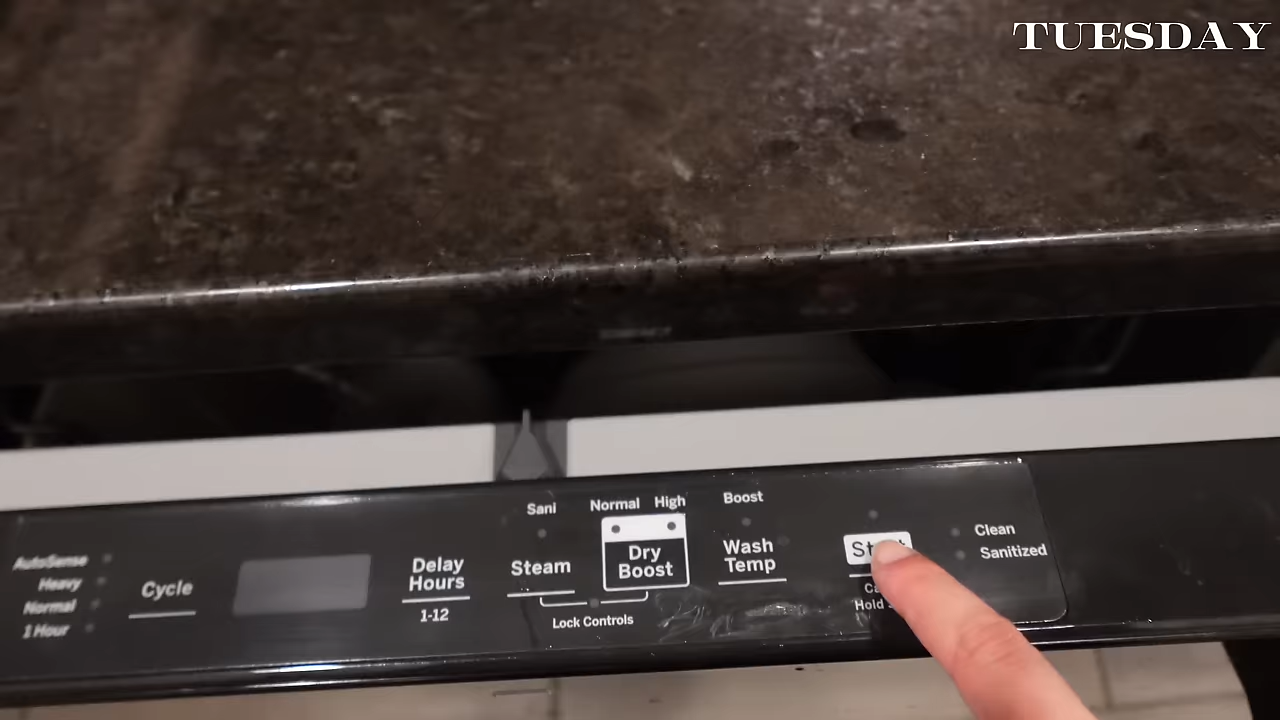 TUESDAY
Sani
Normal High
Boost
AutoSense
Heavy
Normal
1 Hour
Cycle
Delay
Hours
1-12
Steam
Dry
Boost
Lock Controls
Wash
Temp
Hold
Clean
Sanitized